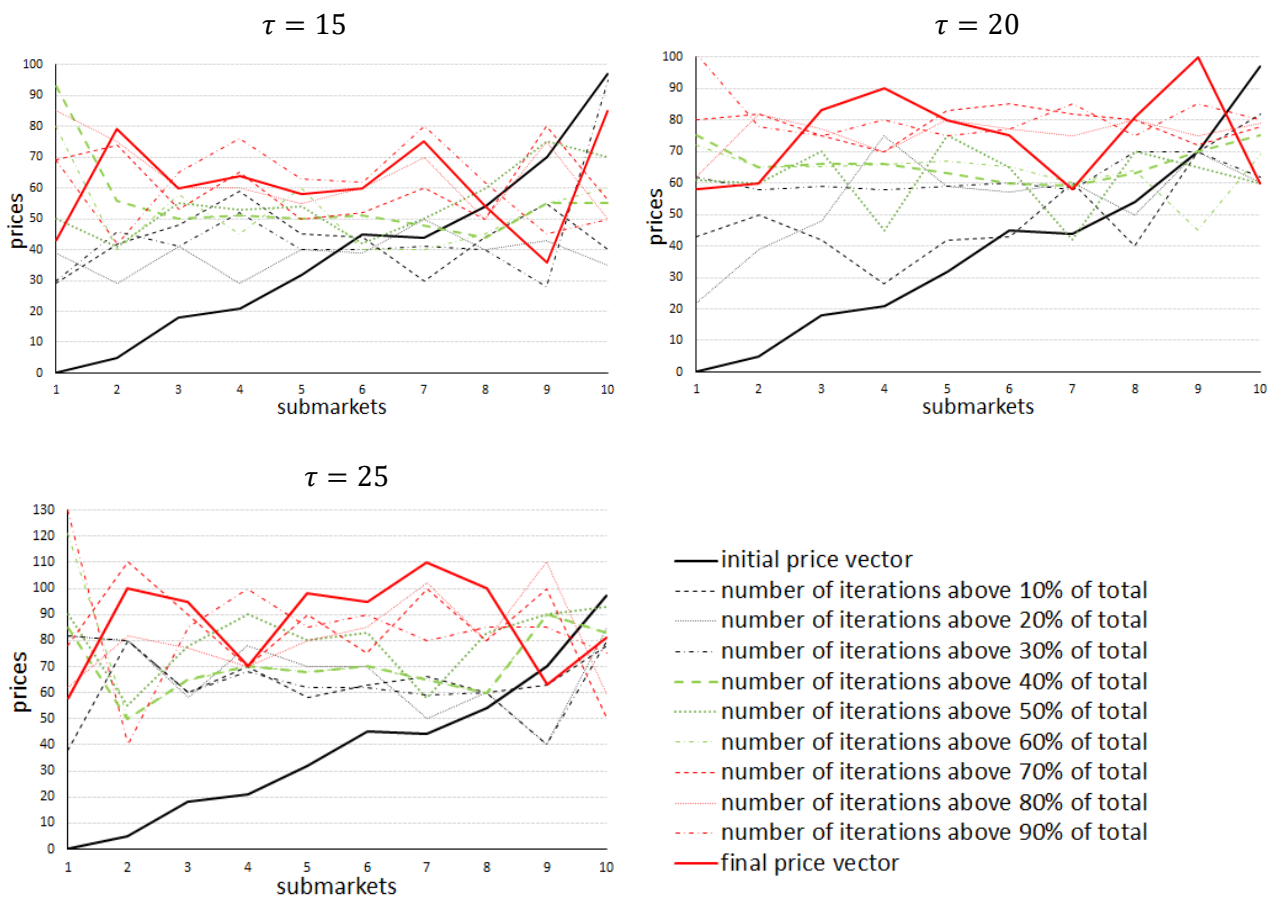 τ = 15
100
90
80
70
60
50
40
30
20
10
0
prices
1 2 3 4 5 6 7 8 9 10
submarkets
τ = 20
100
90
80
70
60
50
40
30
20
10
0
prices
1 2 3 4 5 6 7 8 9 10
submarkets
τ = 25
130
120
110
100
90
80
70
60
50
40
30
20
10
0
prices
1 2 3 4 5 6 7 8 9 10
submarkets
initial price vector
number of iterations above 10% of total
number of iterations above 20% of total
number of iterations above 30% of total
number of iterations above 40% of total
number of iterations above 50% of total
number of iterations above 60% of total
number of iterations above 70% of total
number of iterations above 80% of total
number of iterations above 90% of total
final price vector